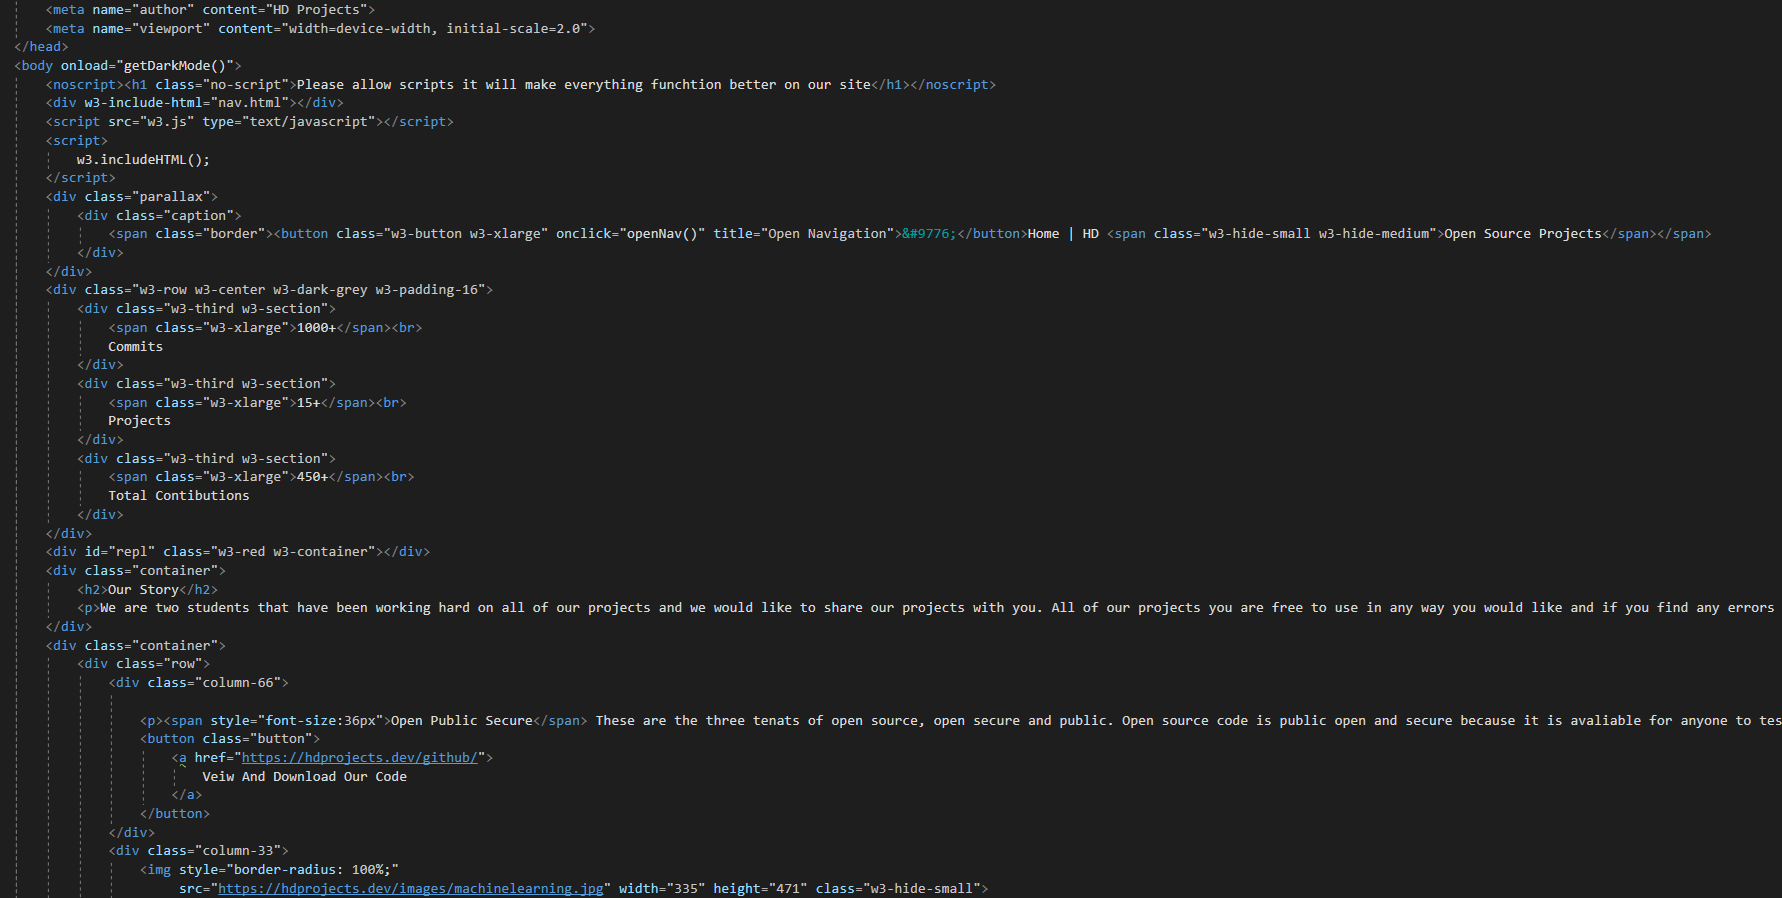 <meta name="author" content="HD Projects">
<meta name="viewport" content="width=device-width, initial-scale=2.0">
</head>
<body onload="getDarkMode()">
<noscript><h1 class="no-script">Please allow scripts it will make everything funchtion better on our site</h1></noscript>
<div w3-include-html="nav.html"></div>
<script src="w3.js" type="text/javascript"></script>
<script>
w3.includeHTML();
</script>
<div class="parallax">
<div class="caption">
<span class="border"><button class="w3-button w3-xlarge" onclick="openNav()" title="Open Navigation">&#9776;</button>Home | HD <span class="w3-hide-small w3-hide-medium">Open Source Projects</span></span>
</div>
</div>
<div class="w3-row w3-center w3-dark-grey w3-padding-16">
<div class="w3-third w3-section">
<span class="w3-xlarge">1000+</span><br>
Commits
</div>
<div class="w3-third w3-section">
<span class="w3-xlarge">15+</span><br>
Projects
</div>
<div class="w3-third w3-section">
<span class="w3-xlarge">450+</span><br>
Total Contibutions
</div>
</div>
<div id="repl" class="w3-red w3-container"></div>
<div class="container">
<h2>Our Story</h2>
<p>We are two students that have been working hard on all of our projects and we would like to share our projects with you. All of our projects you are free to use in any way you would like and if you find any errors
</div>
<div class="container">
<div class="row">
<div class="column-66">
<p><span style="font-size:36px">Open Public Secure</span> These are the three tenats of open source, open secure and public. Open source code is public open and secure because it is avaliable for anyone to tes
<button class="button">
<a href="https://hdprojects.dev/github/">
Veiw And Download Our Code
</a>
</button>
</div>
<div class="column-33">
<img style="border-radius: 100%;"
src="https://hdprojects.dev/images/machinelearning.jpg" width="335" height="471" class="w3-hide-small">